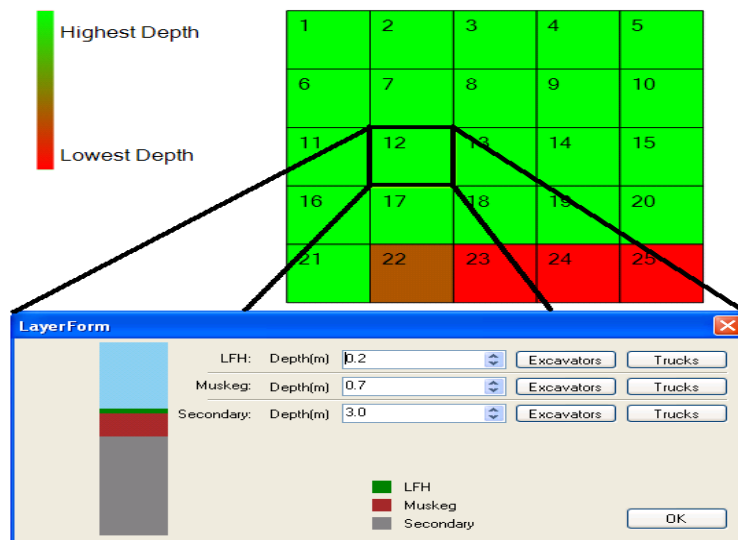 Highest Depth
Lowest Depth
1 2 3 4 5
6 7 8 9 10
11 12 13 14 15
16 17 18 19 20
21 22 23 24 25
LayerForm
LFH: Depth(m) 0.2 Excavators Trucks
Muskeg: Depth(m) 0.7 Excavators Trucks
Secondary: Depth(m) 3.0 Excavators Trucks
LFH
Muskeg
Secondary
OK